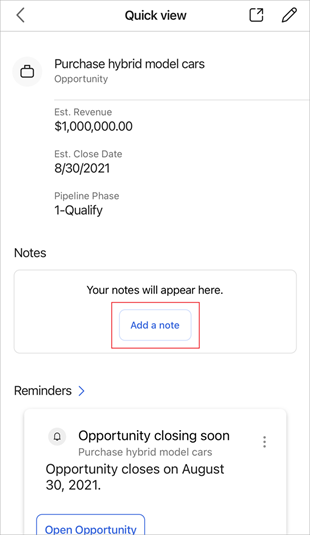 Quick view
Purchase hybrid model cars
Opportunity
Est. Revenue
$1,000,000.00
Est. Close Date
8/30/2021
Pipeline Phase
1-Qualify
Notes
Your notes will appear here.
Add a note
Reminders
Opportunity closing soon
Purchase hybrid model cars
Opportunity closes on August
30, 2021.
Open Opportunity